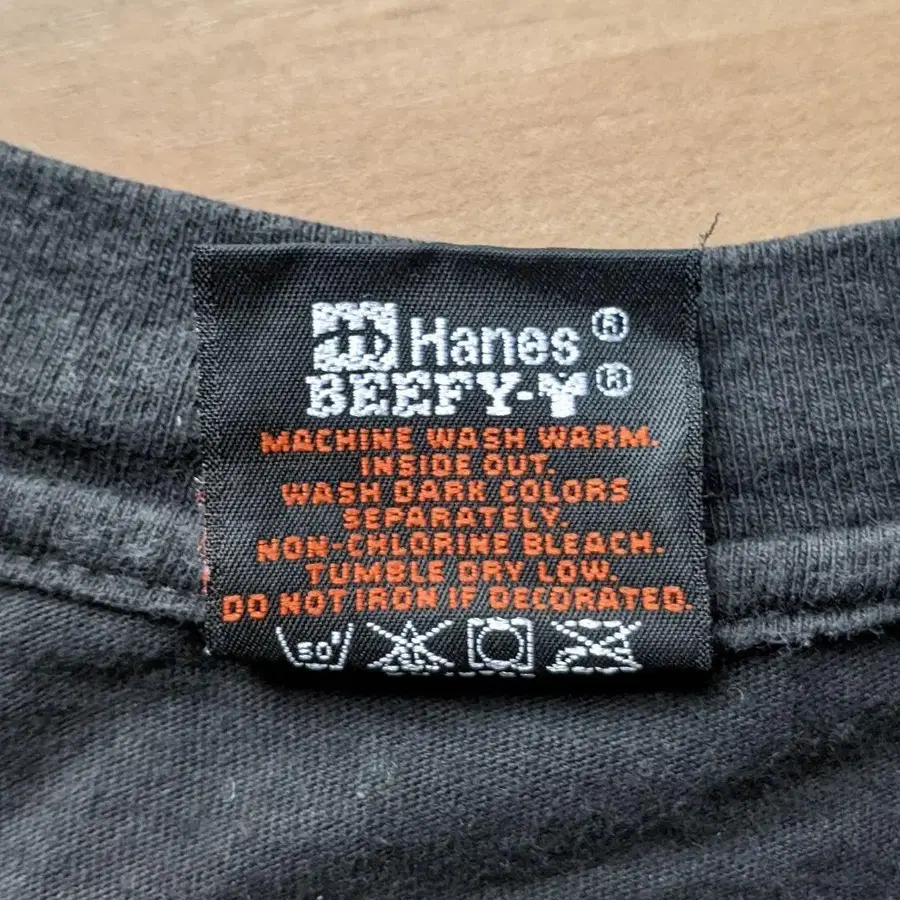 Hanes®
BEEFY-T®
MACHINE WASH WARM.
INSIDE OUT.
WASH DARK COLORS
SEPARATELY.
NON-CHLORINE BLEACH.
TUMBLE DRY LOW.
DO NOT IRON IF DECORATED.
50